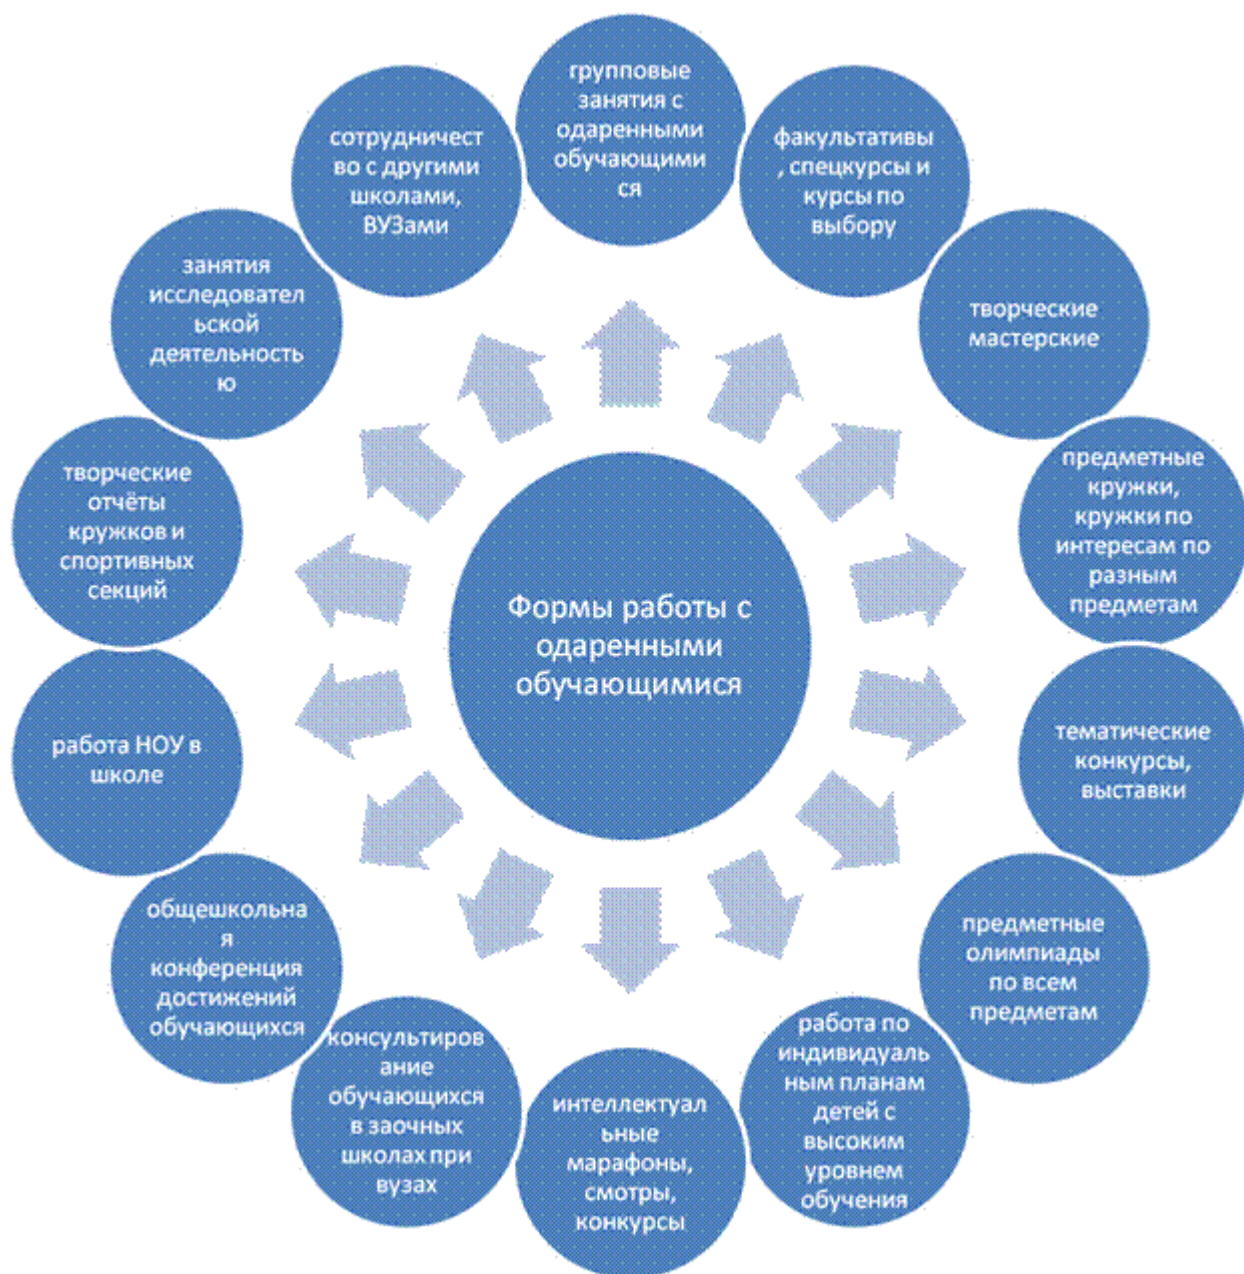 групповые
занятия с
одаренными
обучающими
ся
факультативы
, спецкурсы и
курсы по
выбору
творческие
мастерские
предметные
кружки,
кружки по
интересам по
разным
предметам
тематические
конкурсы,
выставки
предметные
олимпиады
по всем
предметам
работа по
индивидуаль
ным планам
детей с
высоким
уровнем
обучения
интеллектуал
ьные
марафоны,
смотры,
конкурсы
консультиров
ание
обучающихся
в заочных
школах при
вузах
общешкольна
я
конференция
достижений
обучающихся
работа НОУ в
школе
творческие
отчёты
кружков и
спортивных
секций
занятия
исследовател
ьской
деятельность
ю
сотрудничест
во с другими
школами,
ВУЗами
Формы работы с
одаренными
обучающимися